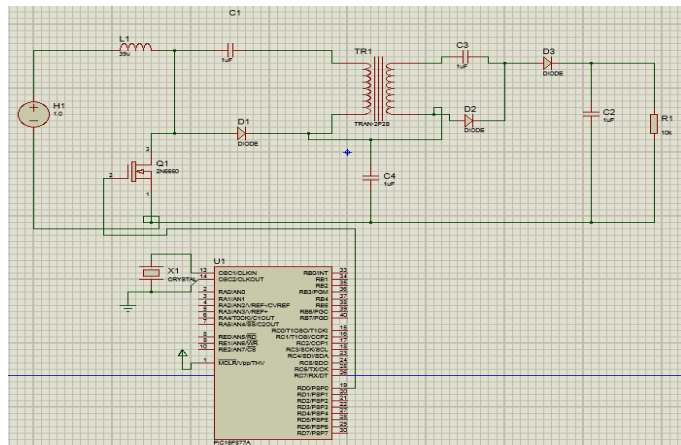 C1
L1
39u
1uF
TR1
TRAN-2P2S
C3
1uF
D3
DIODE
H1
1.0
D1
DIODE
D2
DIODE
C2
1uF
R1
10k
3
Q1
2N6660
2
1
C4
1uF
U1
X1
CRYSTAL
13 OSC1/CLKIN RB0/INT 33
14 OSC2/CLKOUT RB1 34
RB2 35
2 RA0/AN0 RB3/PGM 36
3 RA1/AN1 RB4 37
4 RA2/AN2/VREF-/CVREF RB5 38
5 RA3/AN3/VREF+ RB6/PGC 39
6 RA4/T0CKI/C1OUT RB7/PGD 40
7 RA5/AN4/SS/C2OUT
RC0/T1OSO/T1CKI 15
8 RE0/AN5/RD RC1/T1OSI/CCP2 16
9 RE1/AN6/WR RC2/CCP1 17
10 RE2/AN7/CS RC3/SCK/SCL 18
RC4/SDI/SDA 23
1 MCLR/Vpp/THV RC5/SDO 24
RC6/TX/CK 25
RC7/RX/DT 26
RD0/PSP0 19
RD1/PSP1 20
RD2/PSP2 21
RD3/PSP3 22
RD4/PSP4 27
RD5/PSP5 28
RD6/PSP6 29
RD7/PSP7 30
PIC16F877A